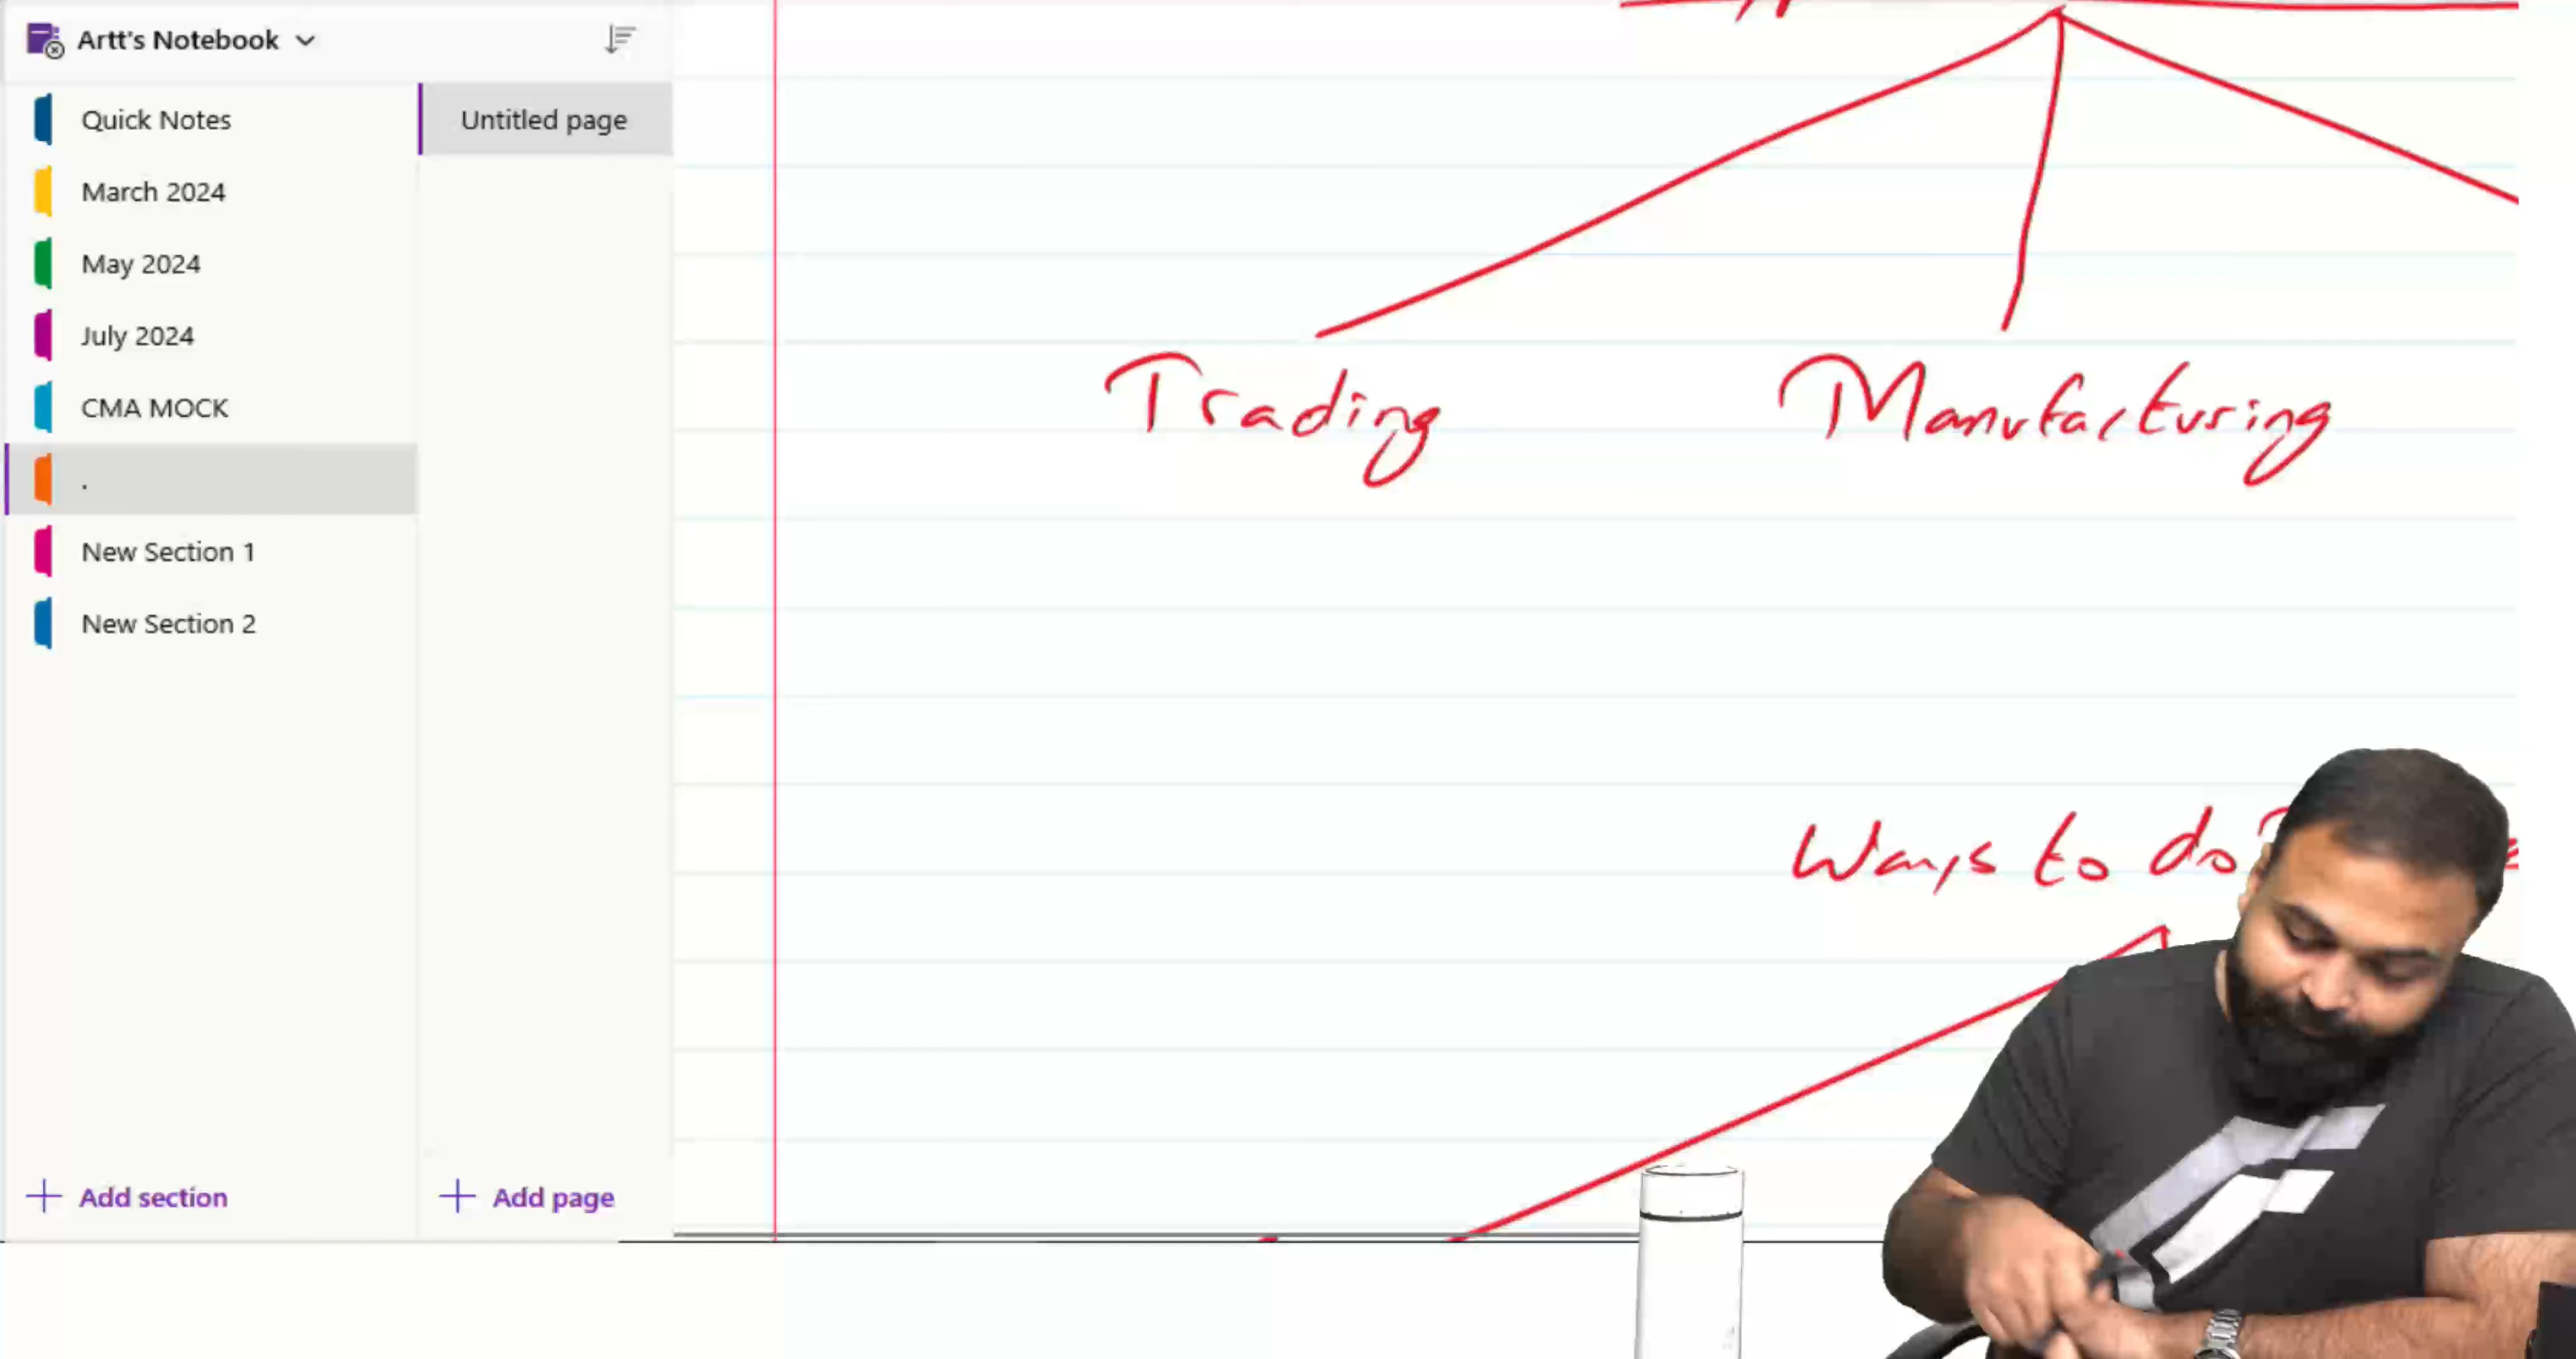 Artt's Notebook
Quick Notes
Untitled page
March 2024
May 2024
July 2024
CMA MOCK
.
New Section 1
New Section 2
Trading
Manufacturing
Ways to do
Add section
Add page